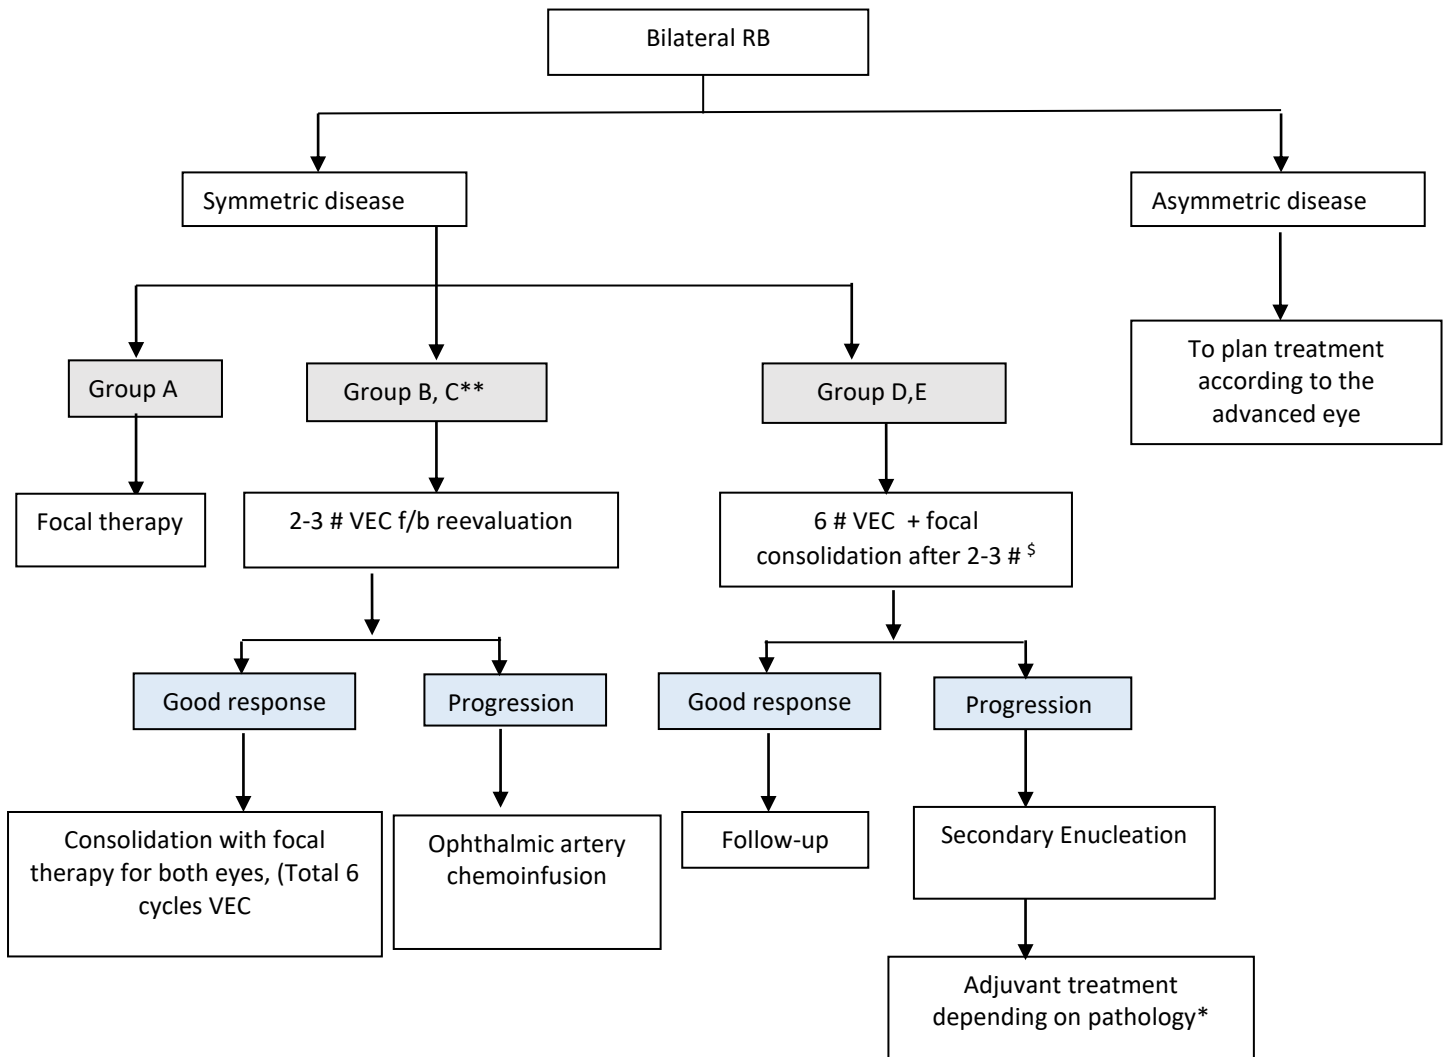 Bilateral RB
Symmetric disease
Asymmetric disease
To plan treatment
according to the
advanced eye
Group A
Group B, C**
Group D,E
Focal therapy
2-3 # VEC f/b reevaluation
6 # VEC + focal
consolidation after 2-3 # $
Good response
Progression
Good response
Progression
Consolidation with focal
therapy for both eyes, (Total 6
cycles VEC
Ophthalmic artery
chemoinfusion
Follow-up
Secondary Enucleation
Adjuvant treatment
depending on pathology*